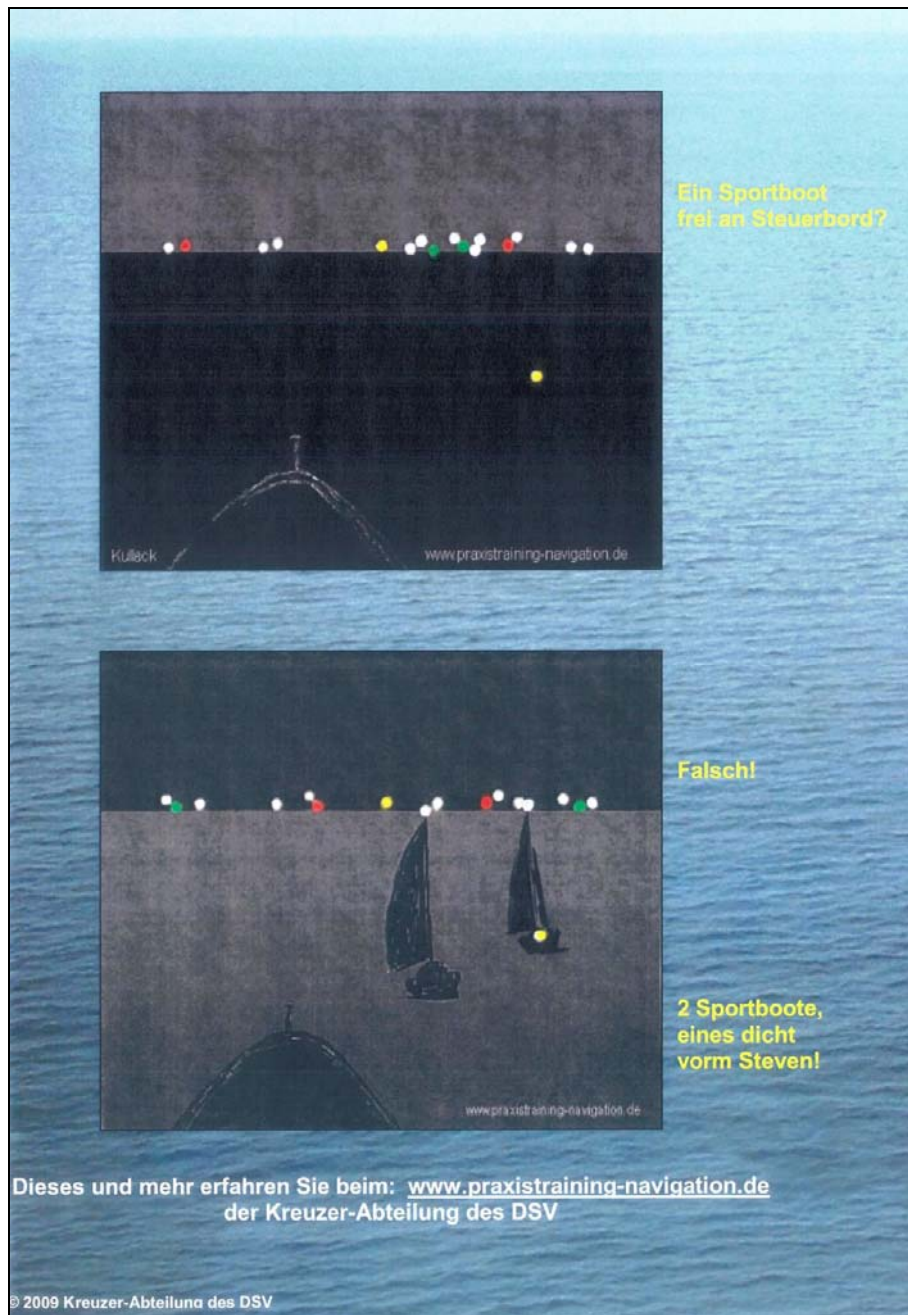 Ein Sportboot
frei an Steuerbord?
Kullack
www.praxistraining-navigation.de
Falsch!
2 Sportboote,
eines dicht
vorm Steven!
www.praxistraining-navigation.de
Dieses und mehr erfahren Sie beim: www.praxistraining-navigation.de
der Kreuzer-Abteilung des DSV
© 2009 Kreuzer-Abteilung des DSV